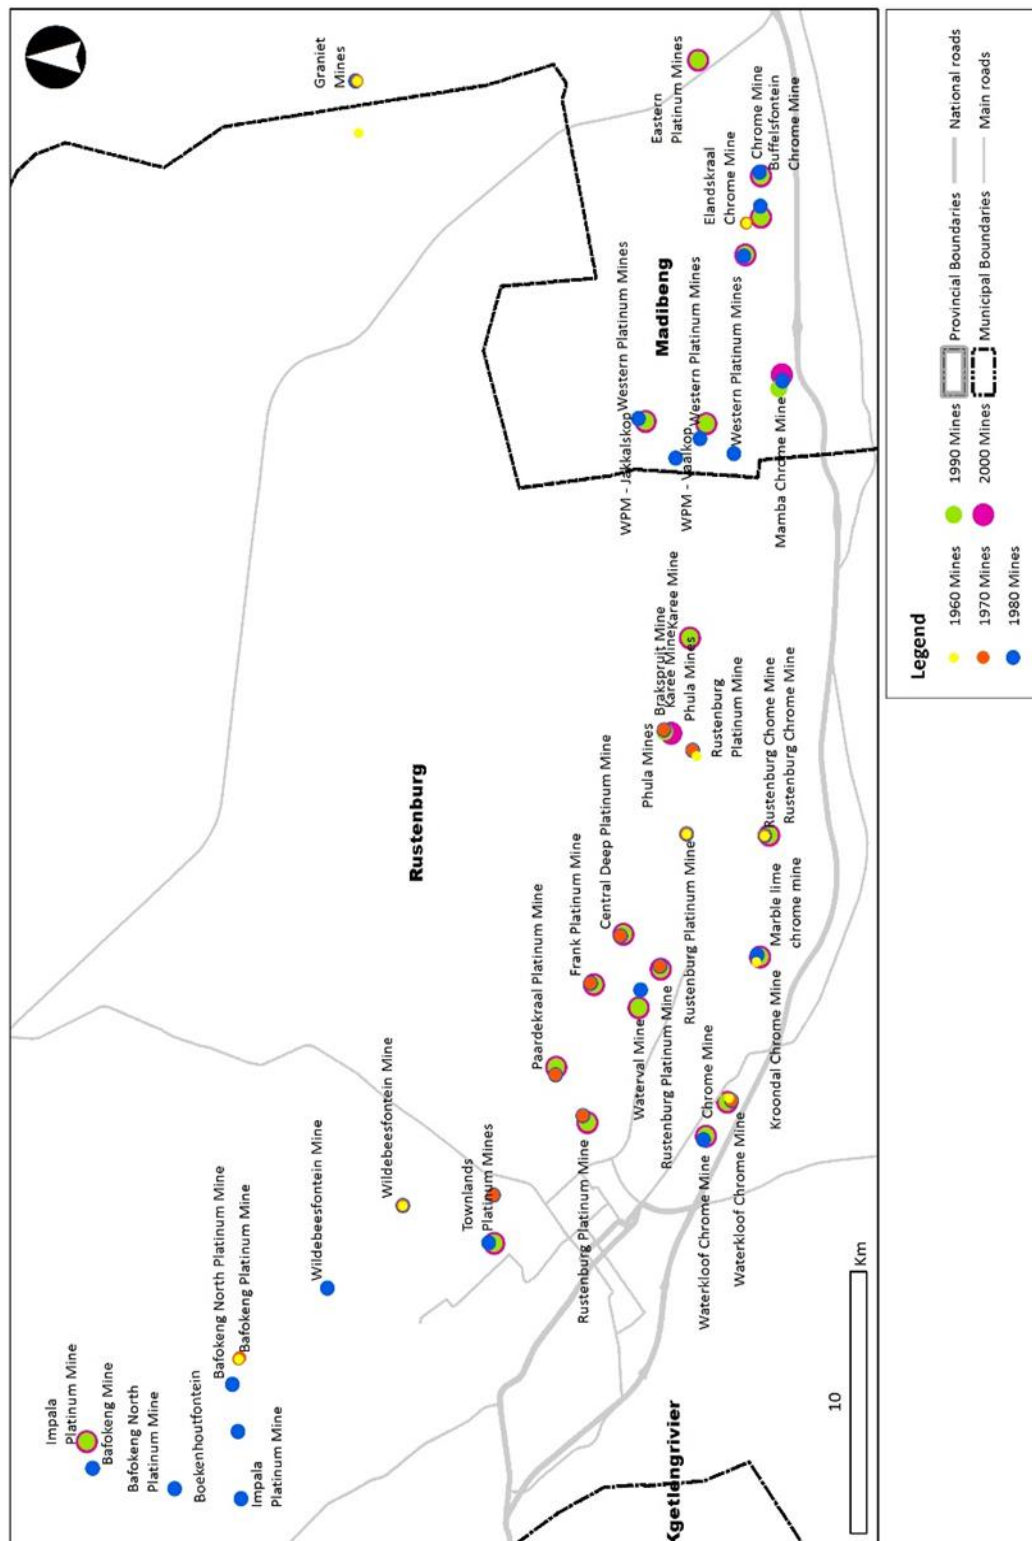 Impala
Platinum Mine
Bafokeng Mine
Bafokeng North
Platinum Mine
Boekenhoutfontein
Impala
Platinum Mine
Bafokeng North Platinum Mine
Bafokeng Platinum Mine
Wildebeesfontein Mine
Wildebeesfontein Mine
Townlands
Platinum Mines
Paardekraal Platinum Mine
Rustenburg Platinum Mine
Frank Platinum Mine
Central Deep Platinum Mine
Waterval Mine
Rustenburg Platinum Mine
Rustenburg Platinum Mine
Waterkloof Chrome Mine
Chrome Mine
Waterkloof Chrome Mine
Kroondal Chrome Mine
Marble lime
chrome mine
Rustenburg Chome Mine
Rustenburg Chrome Mine
Rustenburg
Platinum Mine
Phula Mines
Phula Mines
Brakspruit Mine
Karee Mine
Karee Mine
Rustenburg
Kgetlengrivier
Madibeng
WPM - Jakkalskop
Western Platinum Mines
WPM - Vaalkop
Western Platinum Mines
Western Platinum Mines
Mamba Chrome Mine
Elandskraal
Chrome Mine
Chrome Mine
Buffelsfontein
Chrome Mine
Eastern
Platinum Mines
Graniet
Mines
10
Km
Legend
1960 Mines
1970 Mines
1980 Mines
1990 Mines
2000 Mines
Provincial Boundaries
Municipal Boundaries
National roads
Main roads